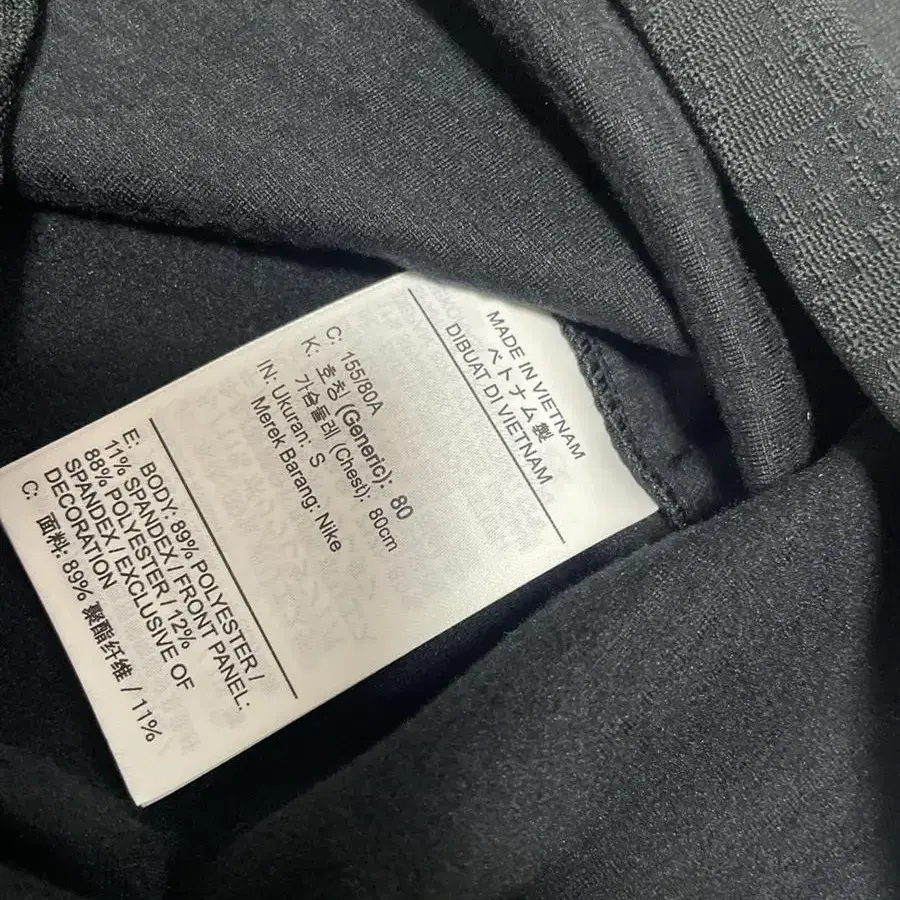 MADE IN VIETNAM
ベトナム製
DIBUAT DI VIETNAM
C: 155/80A
K: 호칭 (Generic): 80
가슴둘레 (Chest): 80cm
IN: Ukuran: S
Merek Barang: Nike
E: BODY: 89% POLYESTER /
11% SPANDEX / FRONT PANEL:
88% POLYESTER / 12%
SPANDEX / EXCLUSIVE OF
DECORATION
C: 面料: 89% 聚酯纤维 / 11%